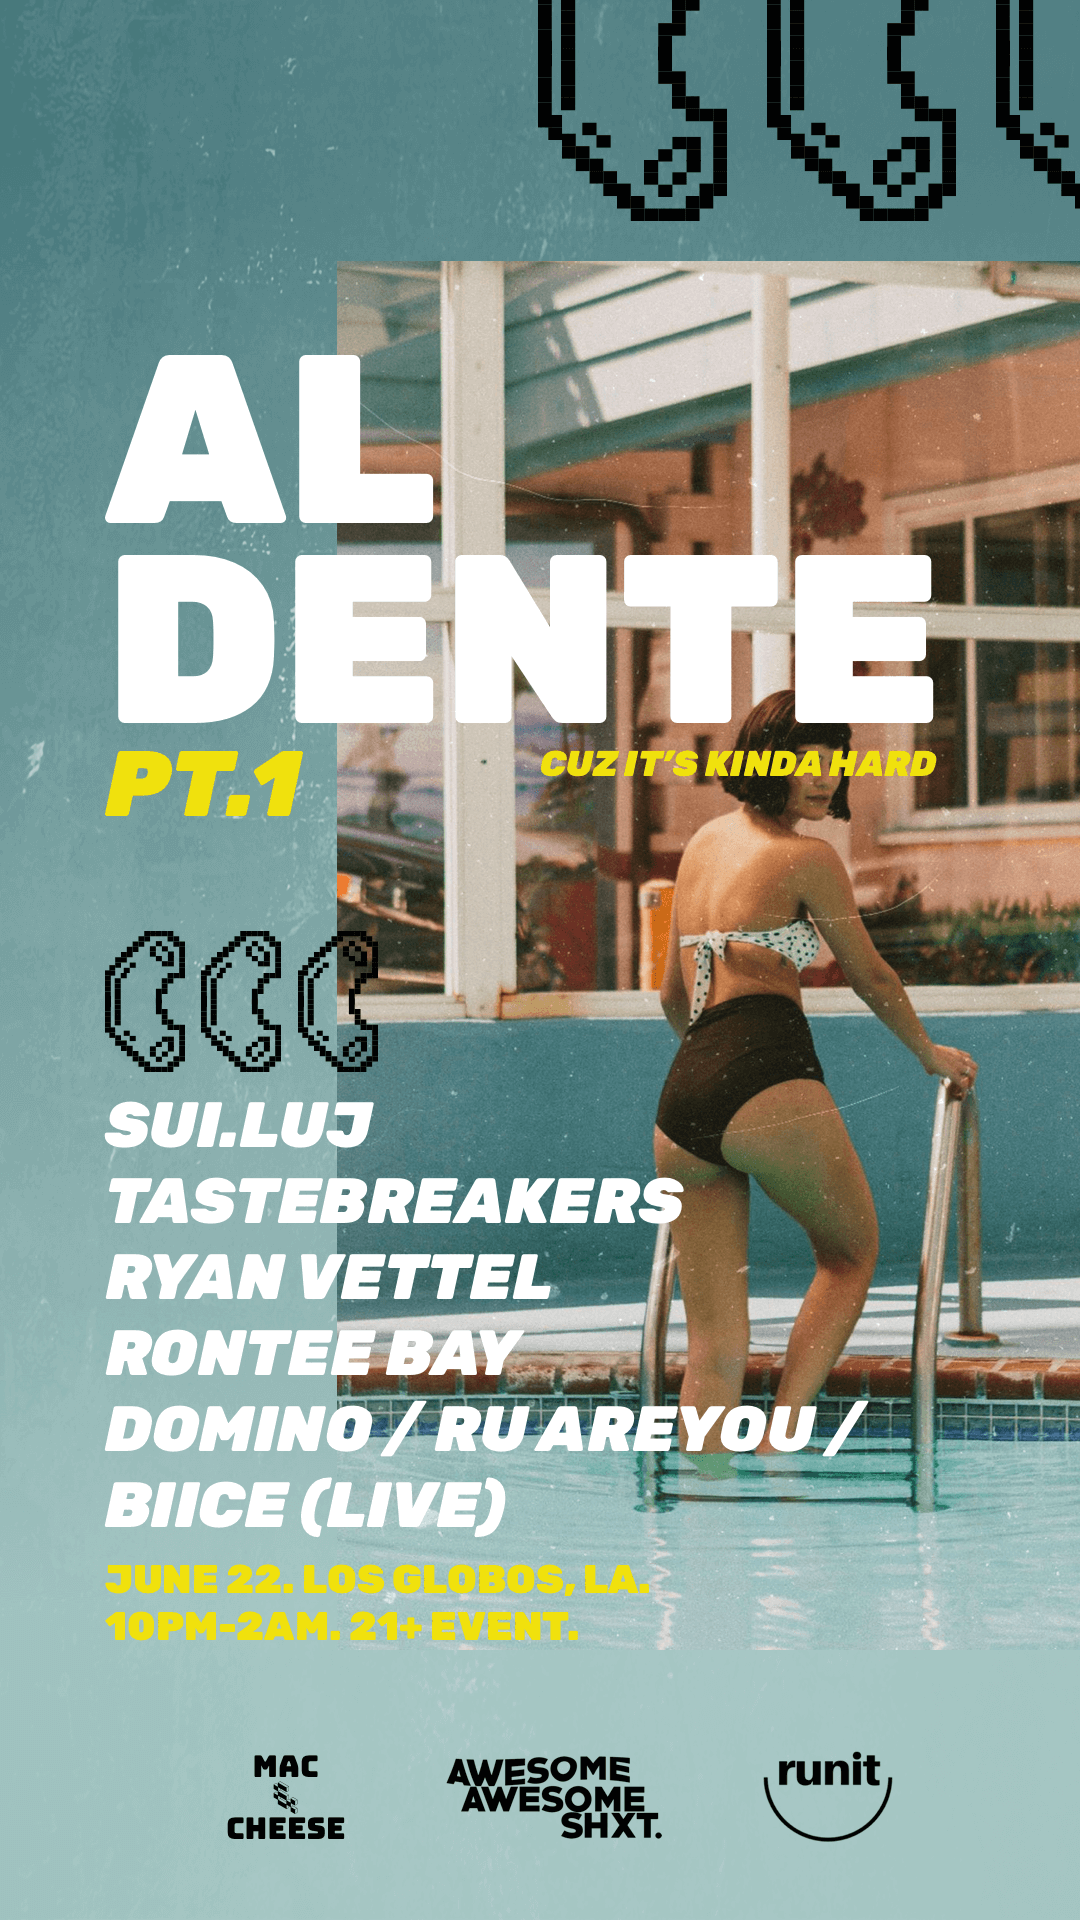 AL
DENTE
PT.1
CUZ IT'S KINDA HARD
SUI.LUJ
TASTEBREAKERS
RYAN VETTEL
RONTEE BAY
DOMINO / RU AREYOU /
BIICE (LIVE)
JUNE 22. LOS GLOBOS, LA.
10PM-2AM. 21+ EVENT.
MAC
&
CHEESE
AWESOME
AWESOME
SHXT.
runit